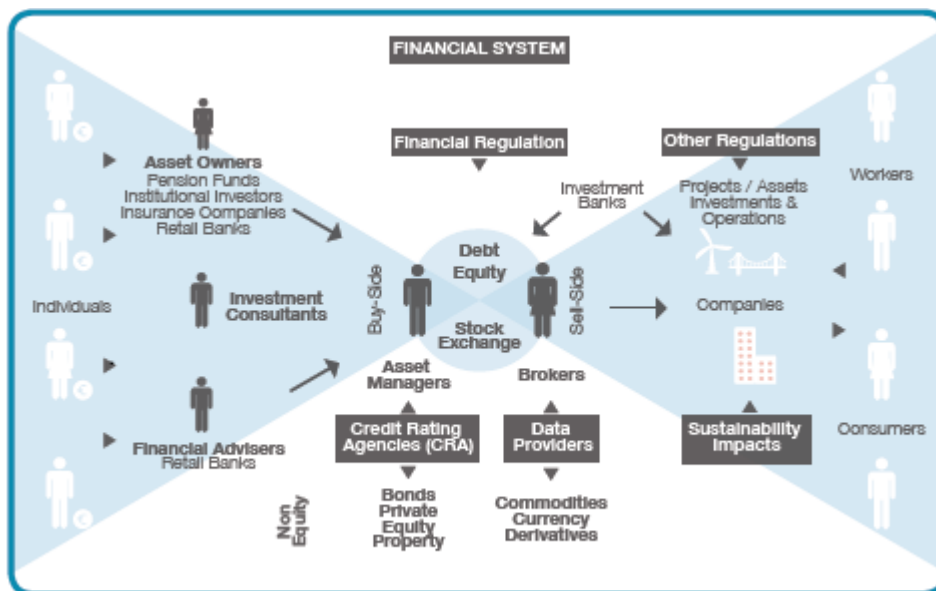 FINANCIAL SYSTEM
Financial Regulation
Other Regulations
Asset Owners
Pension Funds
Institutional Investors
Insurance Companies
Retail Banks
Investment
Banks
Projects / Assets
Investments &
Operations
Workers
Individuals
Investment
Consultants
Buy-Side
Debt
Equity
Stock
Exchange
Sell-Side
Companies
Asset
Managers
Brokers
Financial Advisers
Retail Banks
Credit Rating
Agencies (CRA)
Data
Providers
Sustainability
Impacts
Consumers
Non
Equity
Bonds
Private
Equity
Property
Commodities
Currency
Derivatives
€
€
€
€